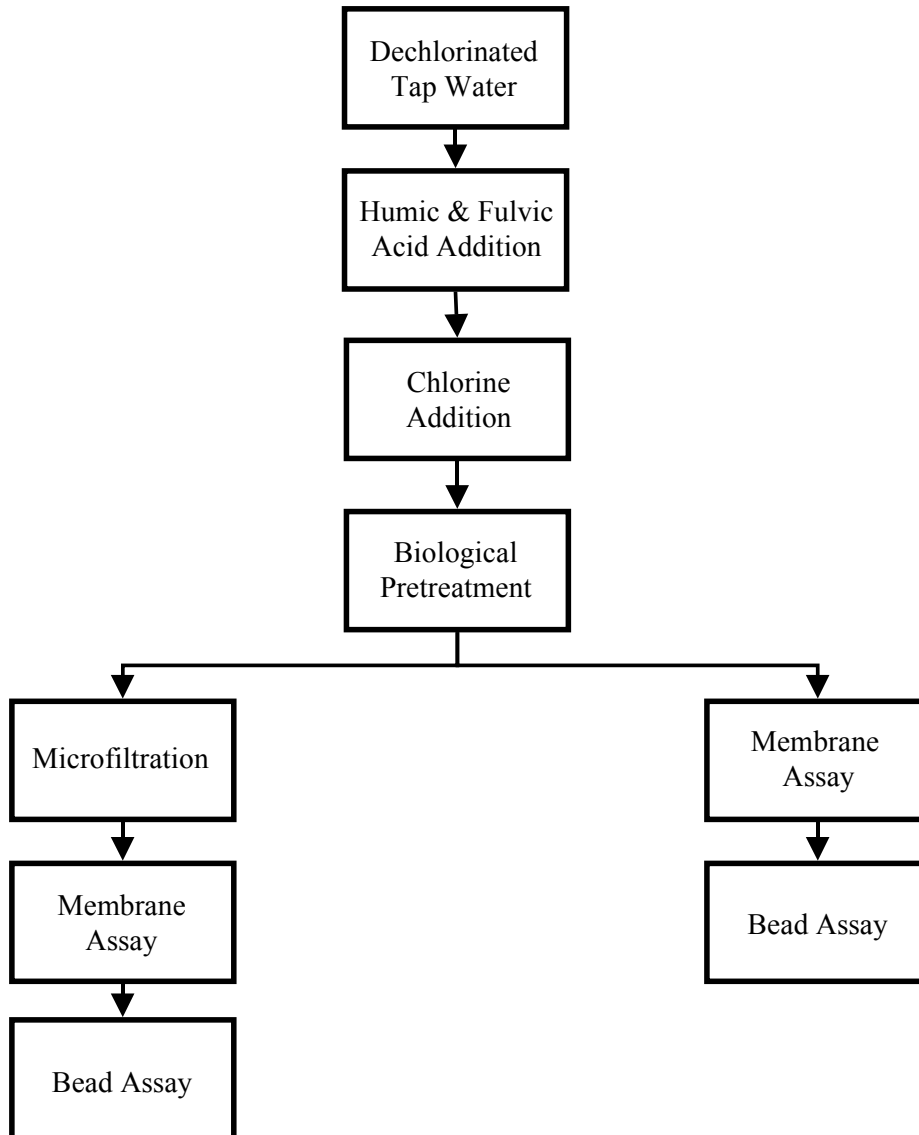 Dechlorinated
Tap Water
Humic & Fulvic
Acid Addition
Chlorine
Addition
Biological
Pretreatment
Microfiltration
Membrane
Assay
Membrane
Assay
Bead Assay
Bead Assay